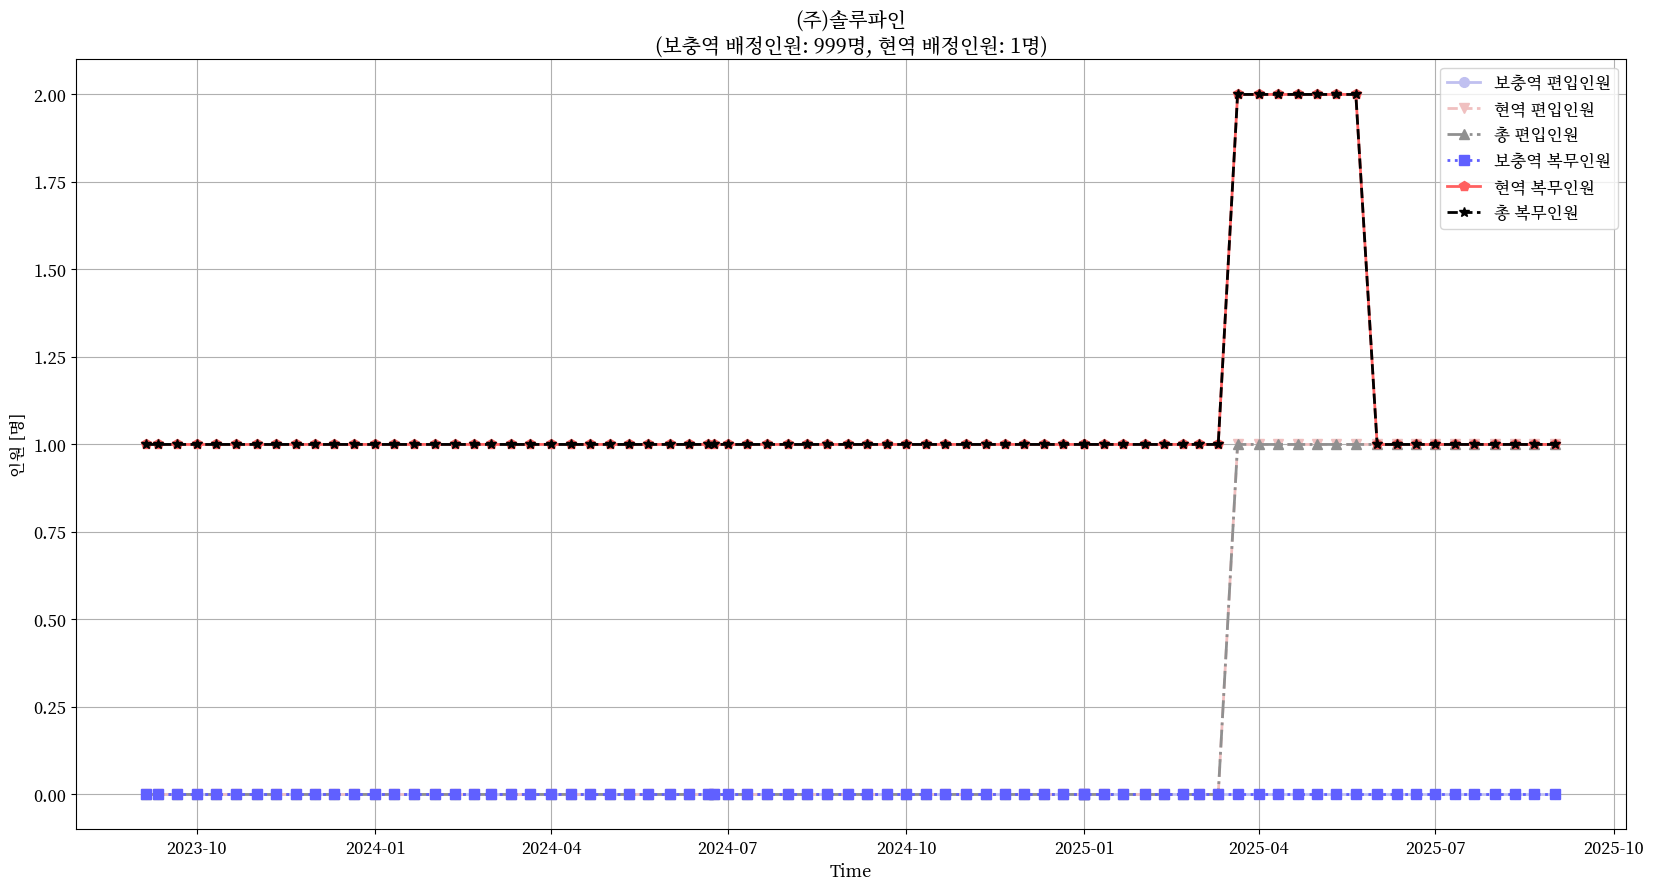 (주)솔루파인
(보충역 배정인원: 999명, 현역 배정인원: 1명)
보충역 편입인원
현역 편입인원
총 편입인원
보충역 복무인원
현역 복무인원
총 복무인원
인원 [명]
2.00
1.75
1.50
1.25
1.00
0.75
0.50
0.25
0.00
2023-10 2024-01 2024-04 2024-07 2024-10 2025-01 2025-04 2025-07 2025-10
Time